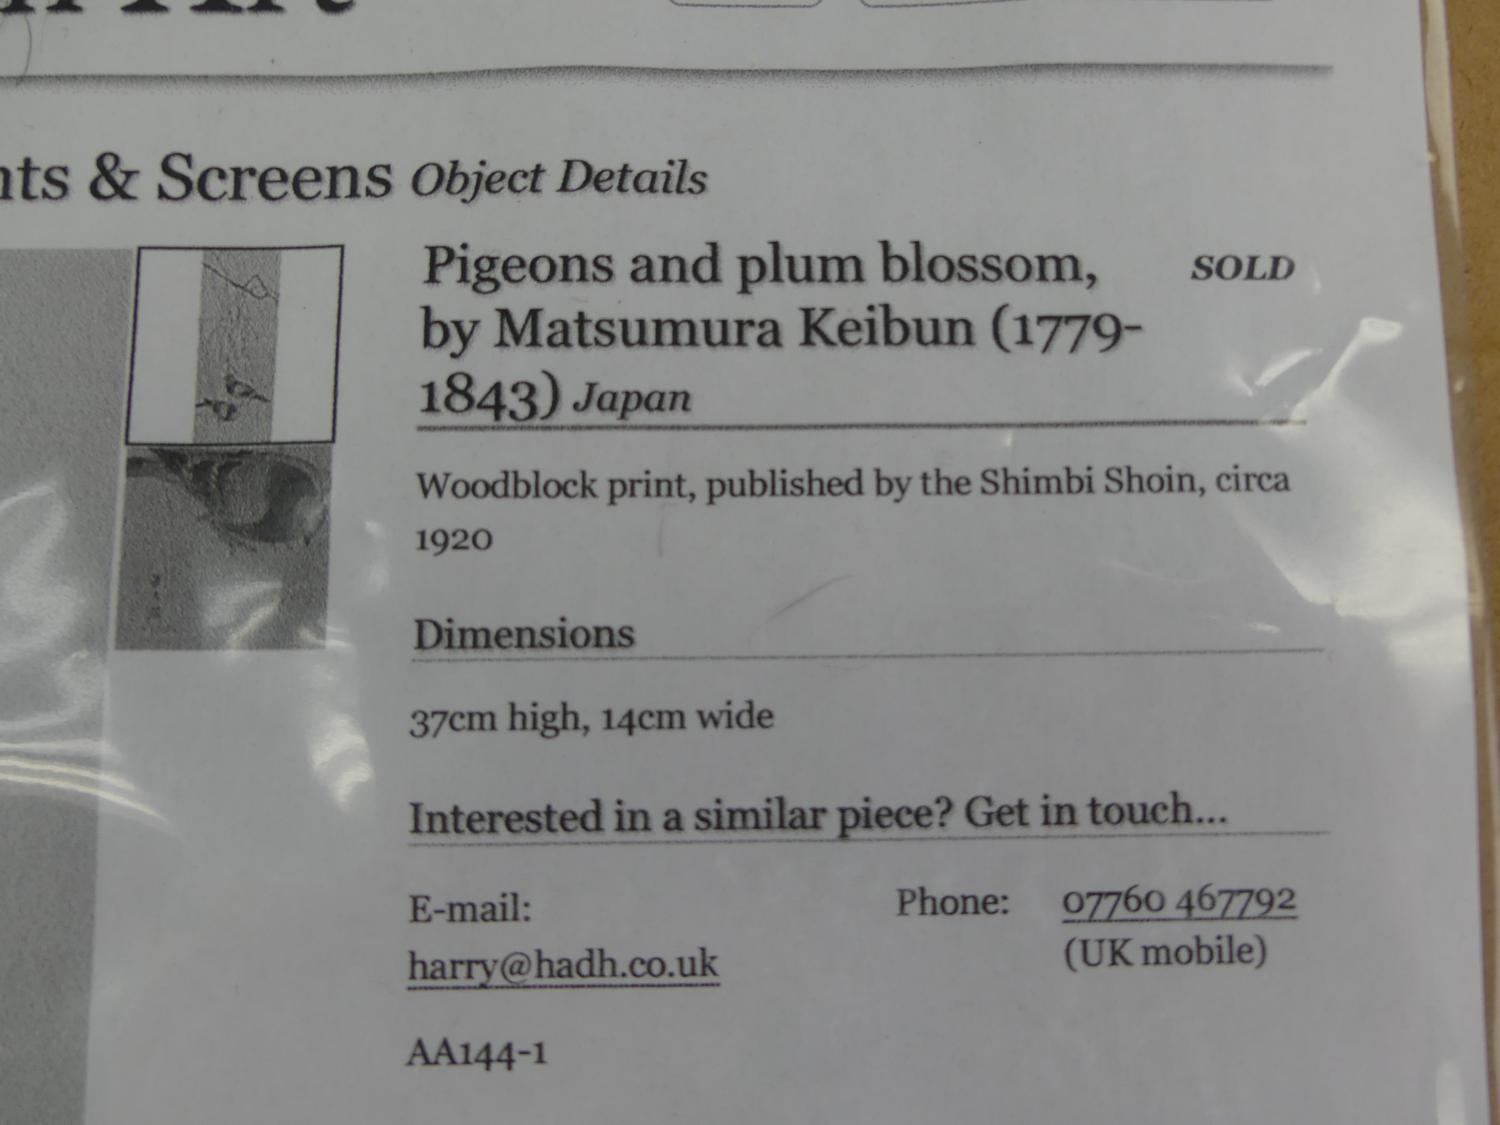 & Screens Object Details
Pigeons and plum blossom,
SOLD
by Matsumura Keibun (1779-
1843) Japan
Woodblock print, published by the Shimbi Shoin, circa
1920
Dimensions
37cm high, 14cm wide
Interested in a similar piece? Get in touch...
E-mail:
Phone: 07760 467792
harry@hadh.co.uk
(UK mobile)
AA144-1